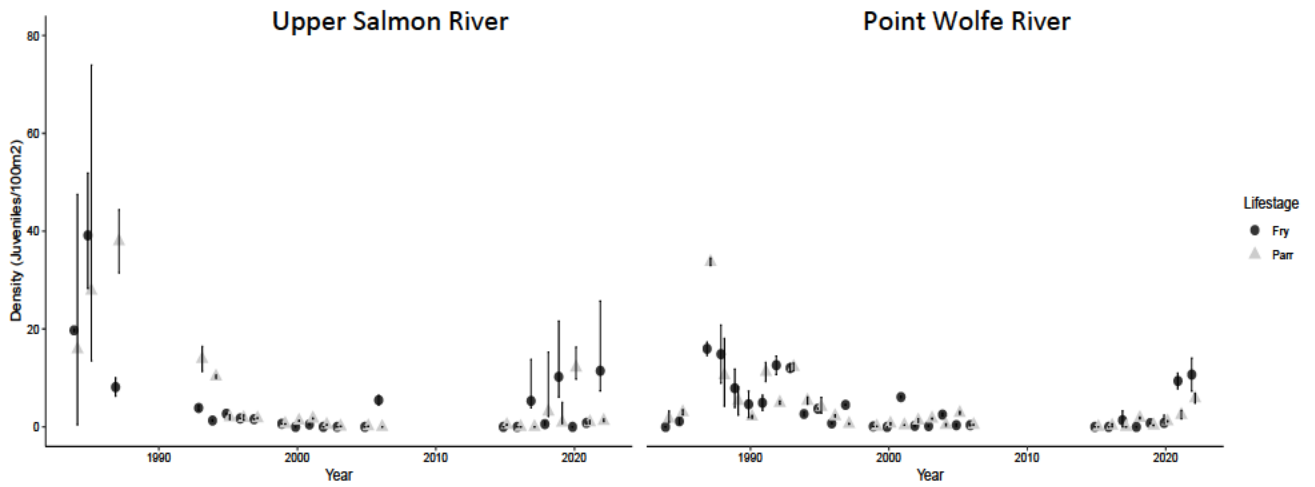 Upper Salmon River
Point Wolfe River
Density (Juveniles/100m2)
80
60
40
20
0
1990
2000
2010
2020
Year
1990
2000
2010
2020
Year
Lifestage
Fry
Parr